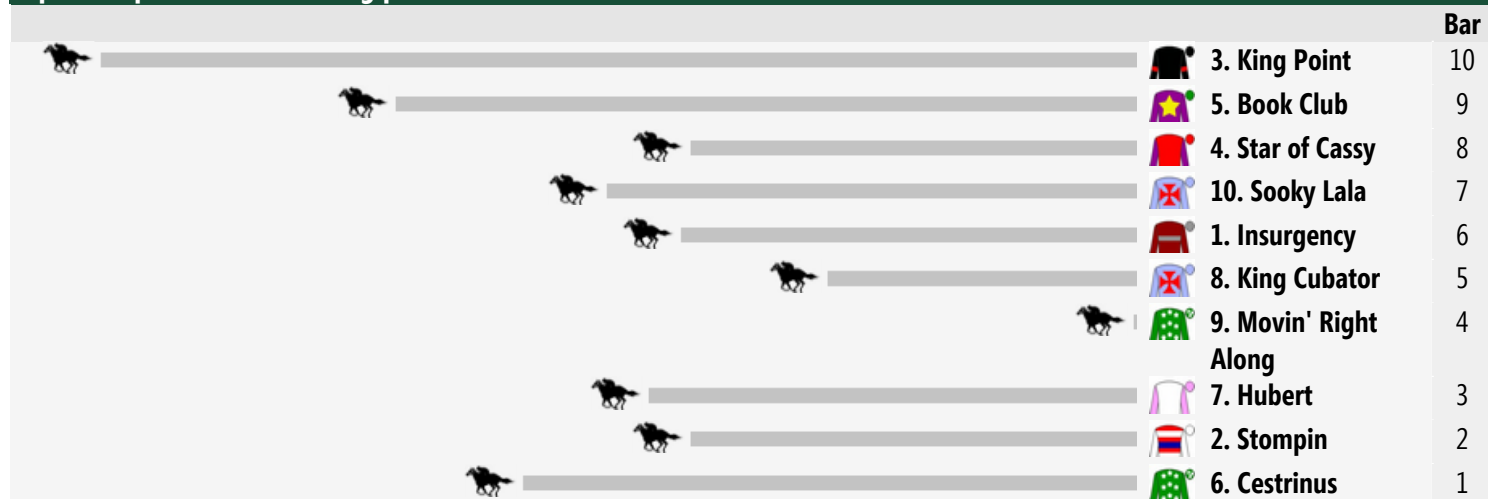 Bar
3. King Point 10
5. Book Club 9
4. Star of Cassy 8
10. Sooky Lala 7
1. Insurgency 6
8. King Cubator 5
9. Movin' Right 4
Along
7. Hubert 3
2. Stompin 2
6. Cestrinus 1